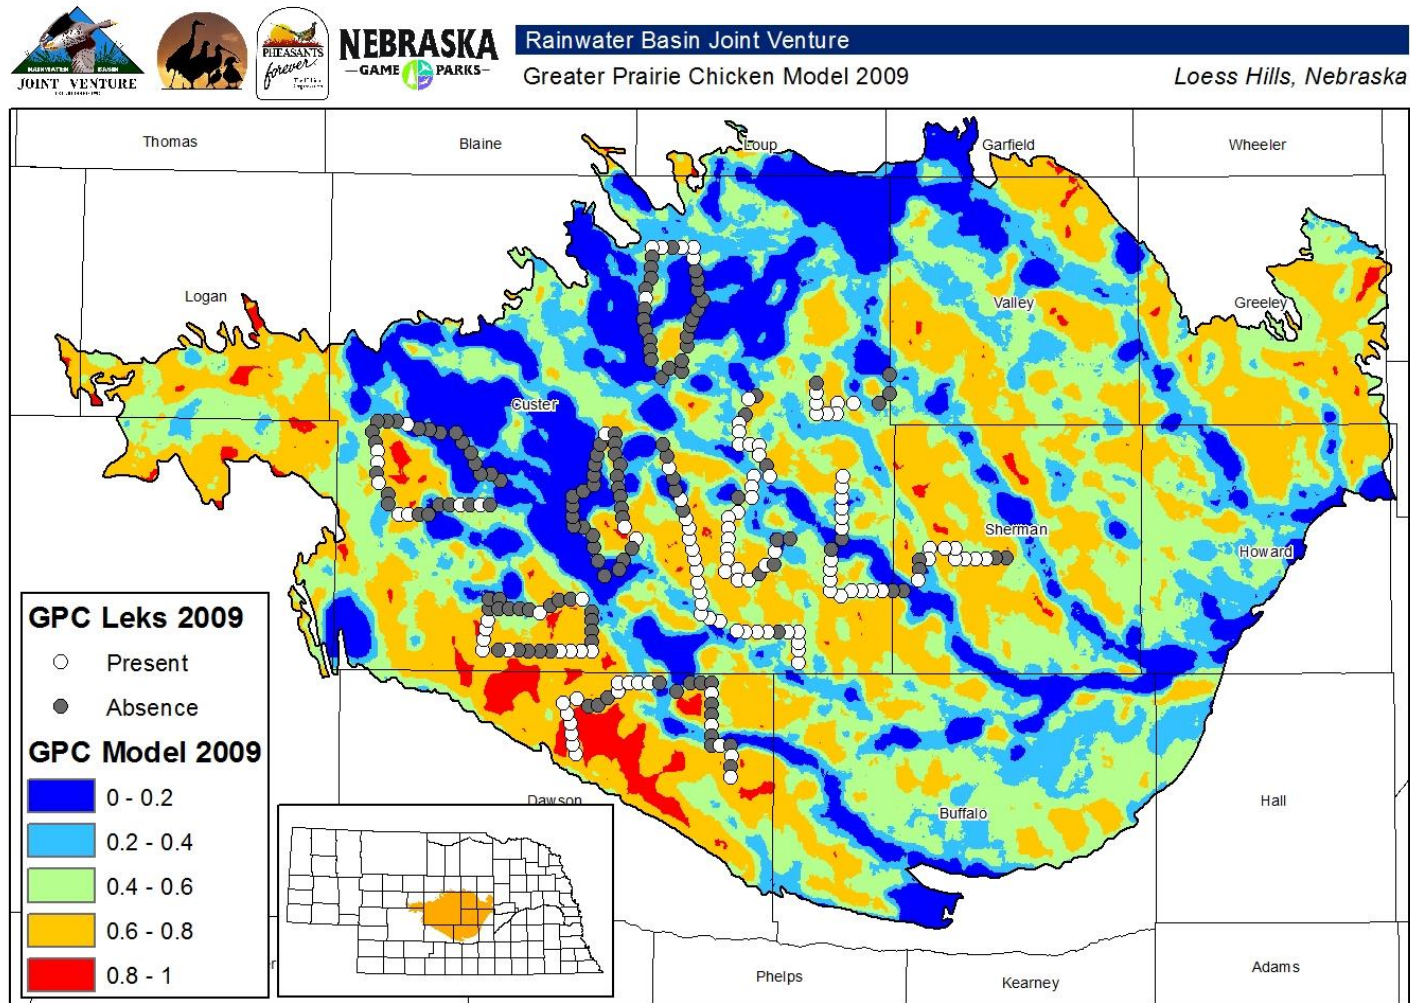 RAINWATER BASIN
JOINT VENTURE
PHEASANTS
forever
NEBRASKA
GAME PARKS
Rainwater Basin Joint Venture
Greater Prairie Chicken Model 2009
Loess Hills, Nebraska
Thomas
Blaine
Loup
Garfield
Wheeler
Logan
Valley
Greeley
Custer
Sherman
Howard
GPC Leks 2009
Present
Absence
GPC Model 2009
0 - 0.2
0.2 - 0.4
0.4 - 0.6
0.6 - 0.8
0.8 - 1
Dawson
Buffalo
Hall
Phelps
Kearney
Adams